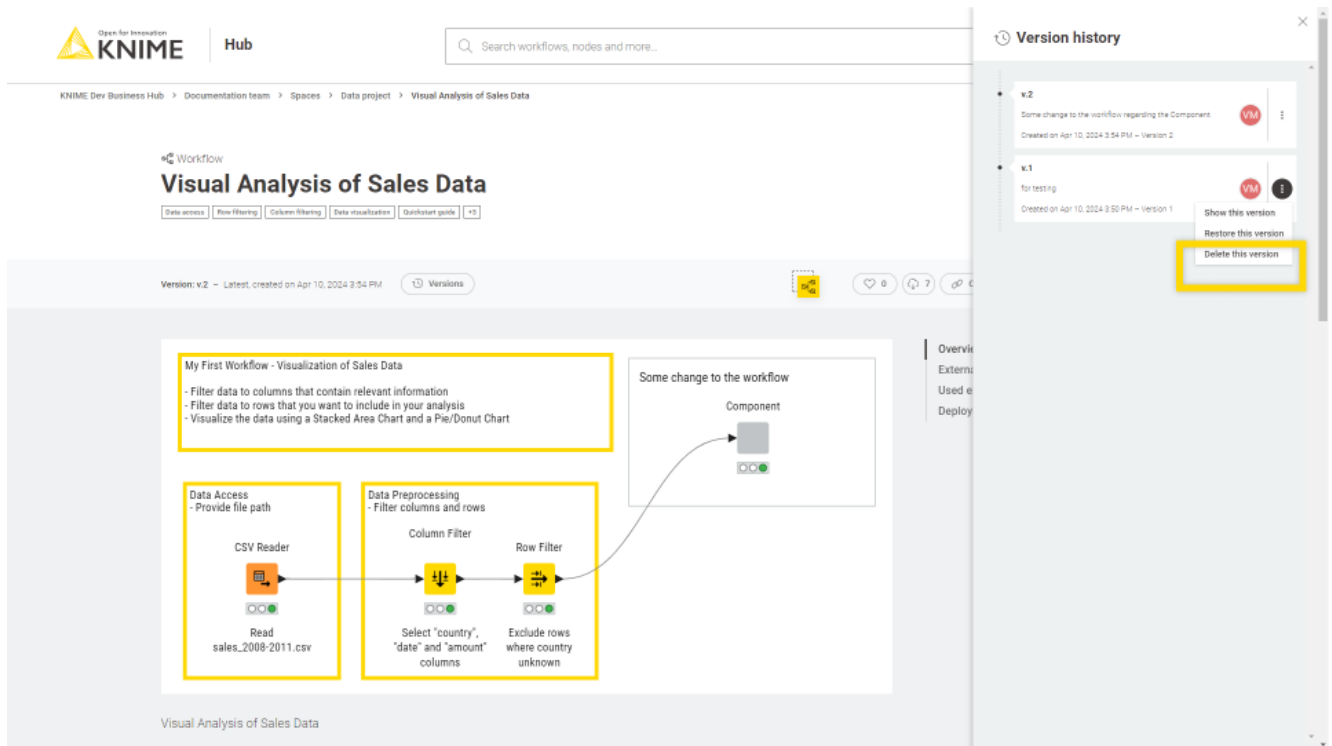 Open for Innovation
KNIME
Hub
Search workflows, nodes and more...
KNIME Dev Business Hub > Documentation team > Spaces > Data project > Visual Analysis of Sales Data
Workflow
Visual Analysis of Sales Data
Data access Row filtering Column filtering Data visualization Quickstart guide +3
Version: v.2 – Latest, created on Apr 10, 2024 3:54 PM
Versions
0
7
My First Workflow - Visualization of Sales Data
- Filter data to columns that contain relevant information
- Filter data to rows that you want to include in your analysis
- Visualize the data using a Stacked Area Chart and a Pie/Donut Chart
Some change to the workflow
Component
Data Access
- Provide file path
CSV Reader
Read
sales_2008-2011.csv
Data Preprocessing
- Filter columns and rows
Column Filter
Select "country",
"date" and "amount"
columns
Row Filter
Exclude rows
where country
unknown
Visual Analysis of Sales Data
Overvie
Externa
Used e
Deploy
Version history
v.2
Some change to the workflow regarding the Component
Created on Apr 10, 2024 3:54 PM – Version 2
VM
v.1
for testing
Created on Apr 10, 2024 3:50 PM – Version 1
VM
Show this version
Restore this version
Delete this version